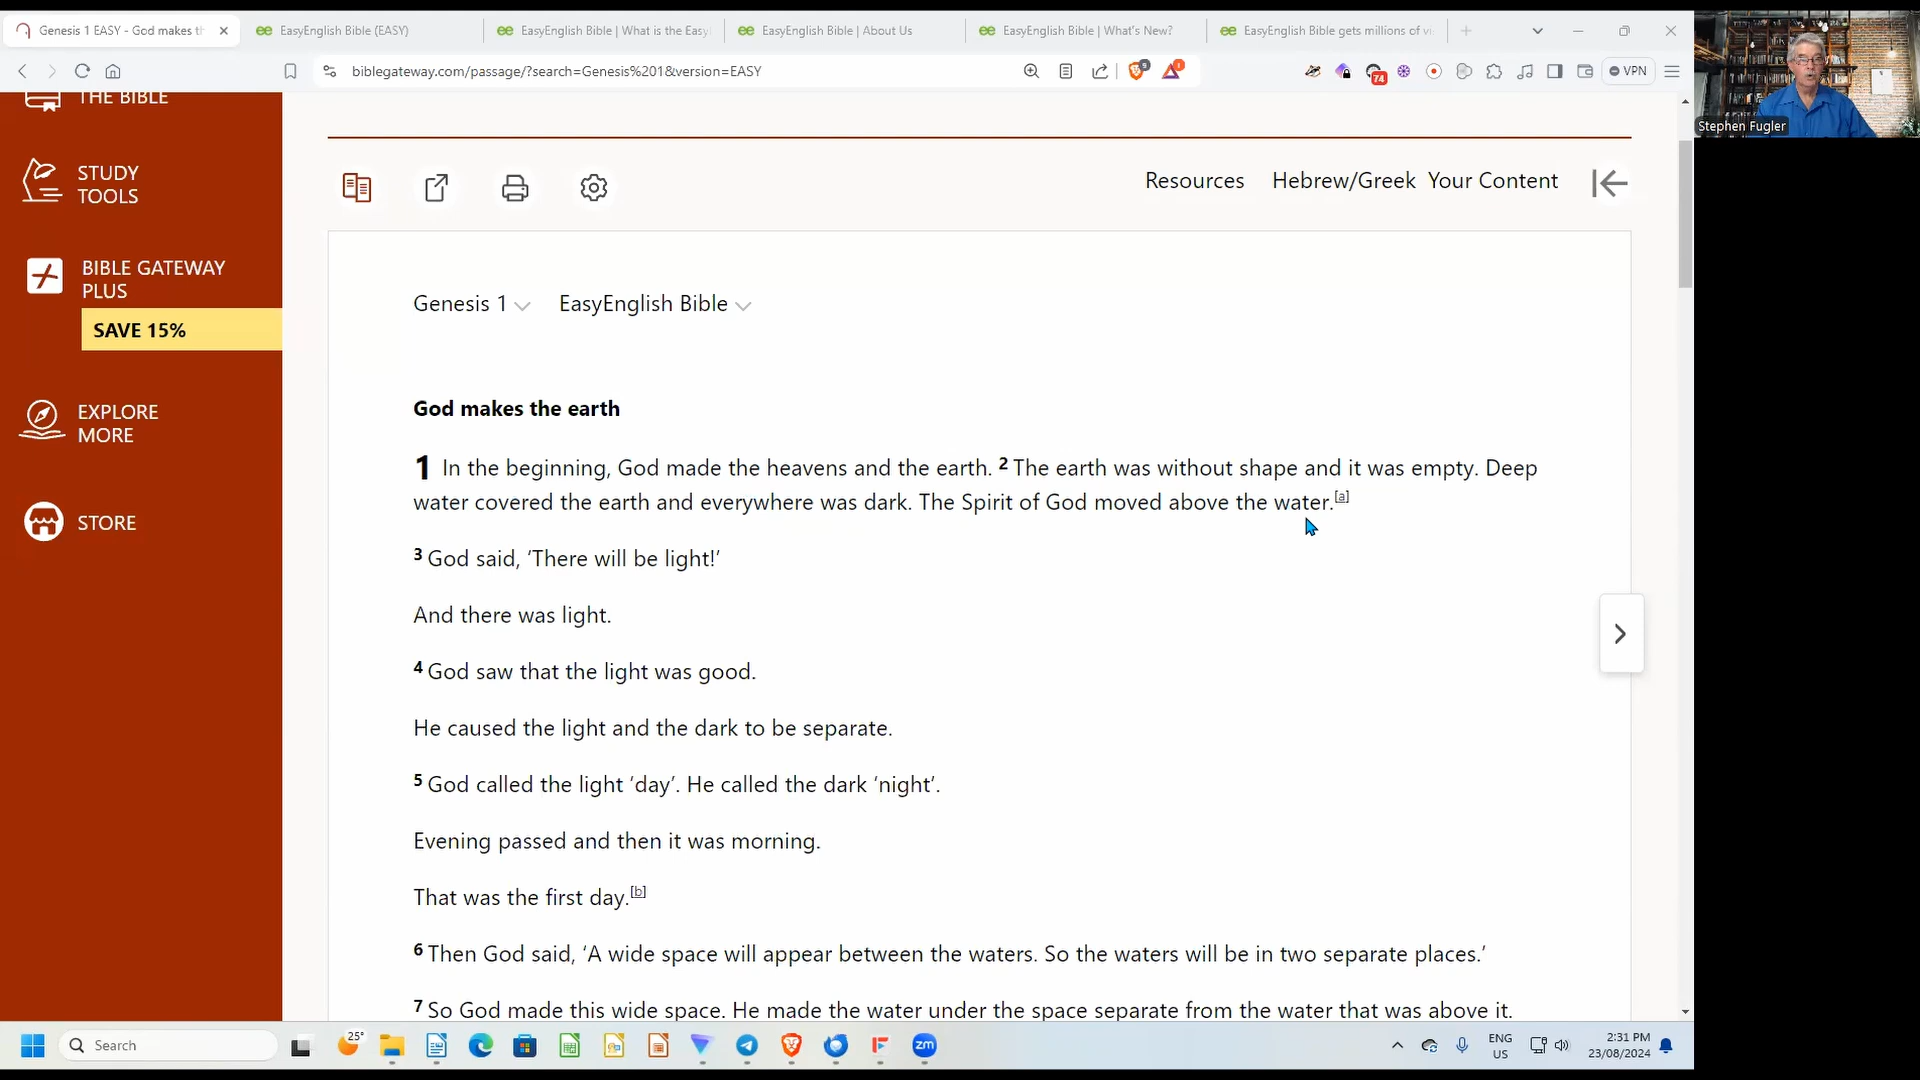 Genesis 1 EASY - God makes th
EasyEnglish Bible (EASY)
EasyEnglish Bible | What is the Easy
EasyEnglish Bible | About Us
EasyEnglish Bible | What's New?
EasyEnglish Bible gets millions of vi
biblegateway.com/passage/?search=Genesis%201&version=EASY
74
VPN
Stephen Fugler
THE BIBLE
STUDY
TOOLS
BIBLE GATEWAY
PLUS
SAVE 15%
EXPLORE
MORE
STORE
Resources Hebrew/Greek Your Content
Genesis 1 EasyEnglish Bible
God makes the earth
1 In the beginning, God made the heavens and the earth. 2 The earth was without shape and it was empty. Deep
water covered the earth and everywhere was dark. The Spirit of God moved above the water.[a]
3 God said, ‘There will be light!’
And there was light.
4 God saw that the light was good.
He caused the light and the dark to be separate.
5 God called the light ‘day’. He called the dark ‘night’.
Evening passed and then it was morning.
That was the first day.[b]
6 Then God said, ‘A wide space will appear between the waters. So the waters will be in two separate places.’
7 So God made this wide space. He made the water under the space separate from the water that was above it.
Search
25°
zm
ENG
US
2:31 PM
23/08/2024